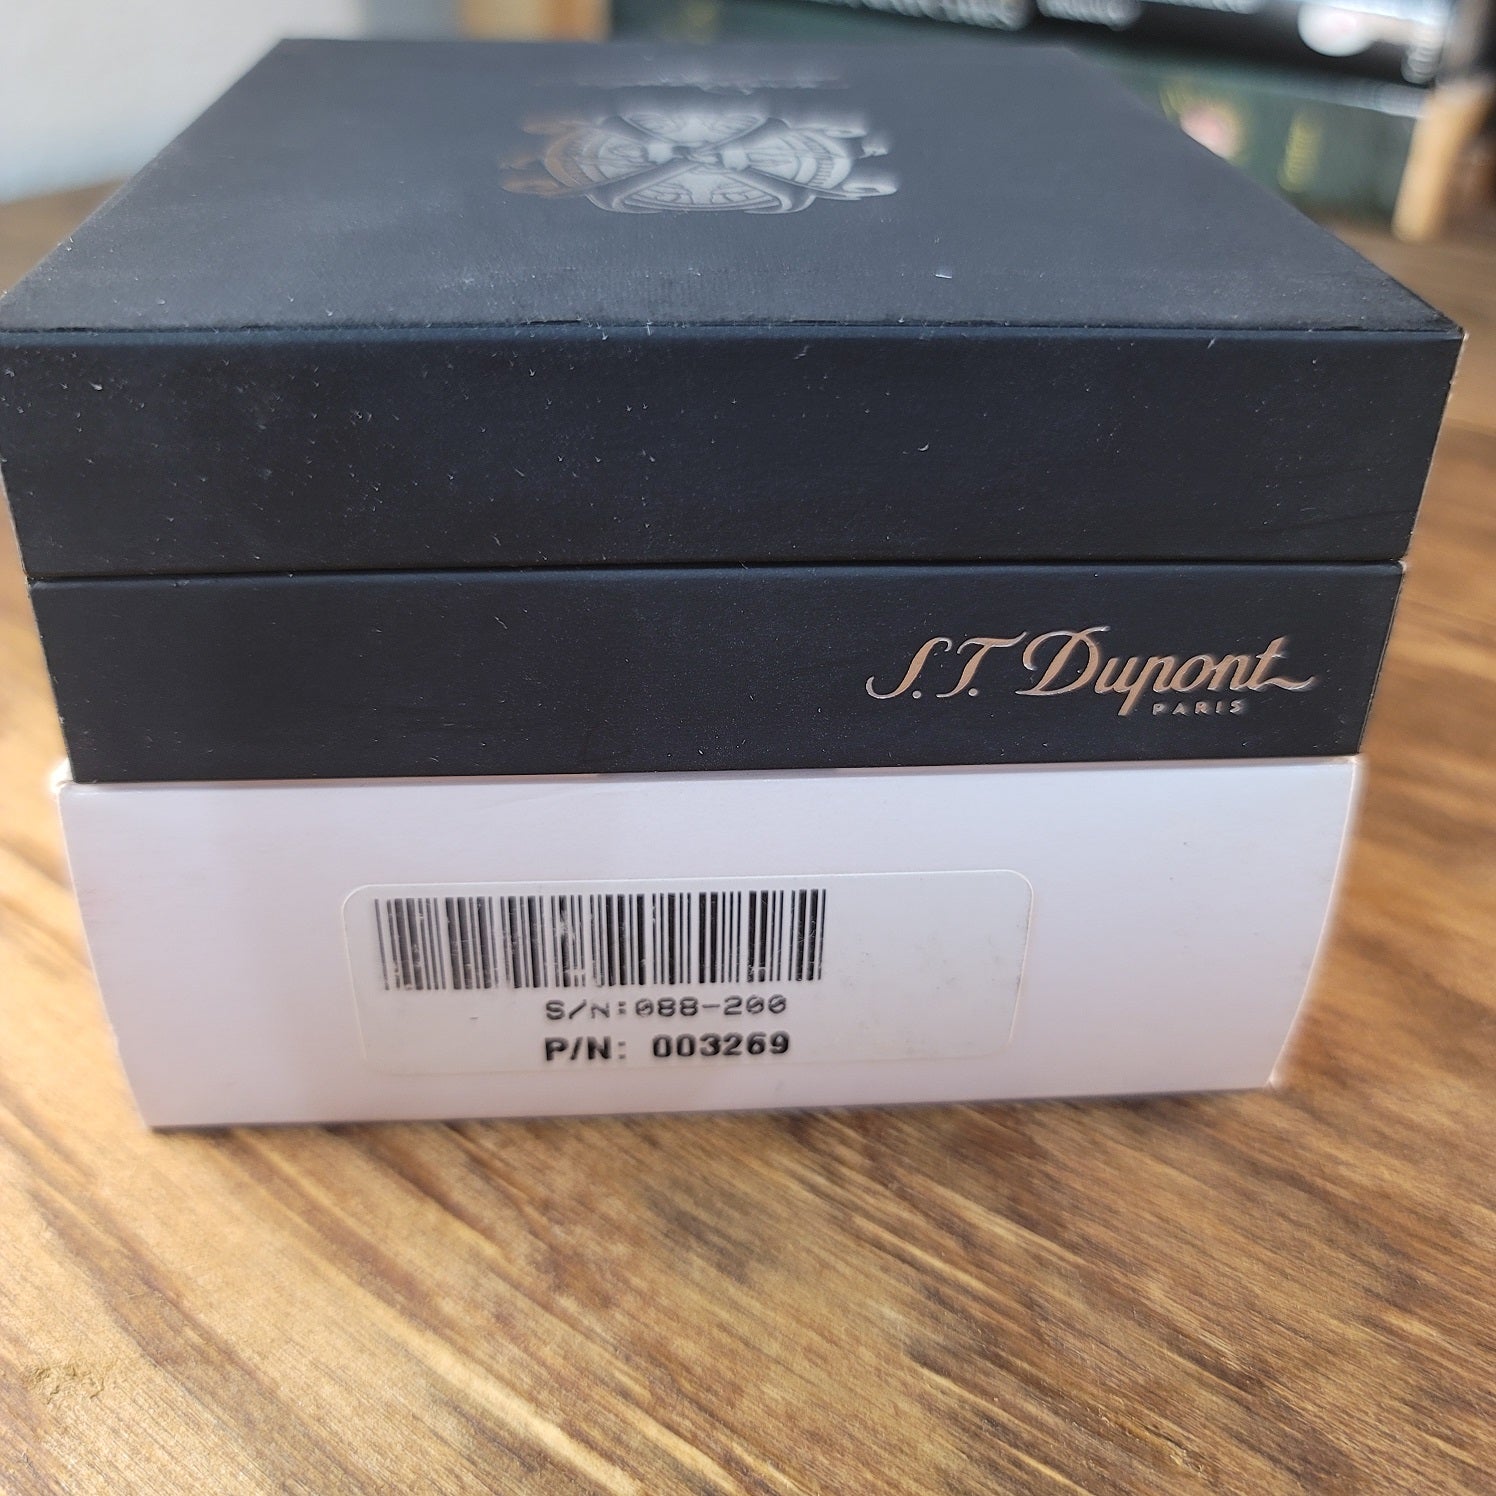 S.T. Dupont
PARIS
S/N:088-200
P/N: 003269